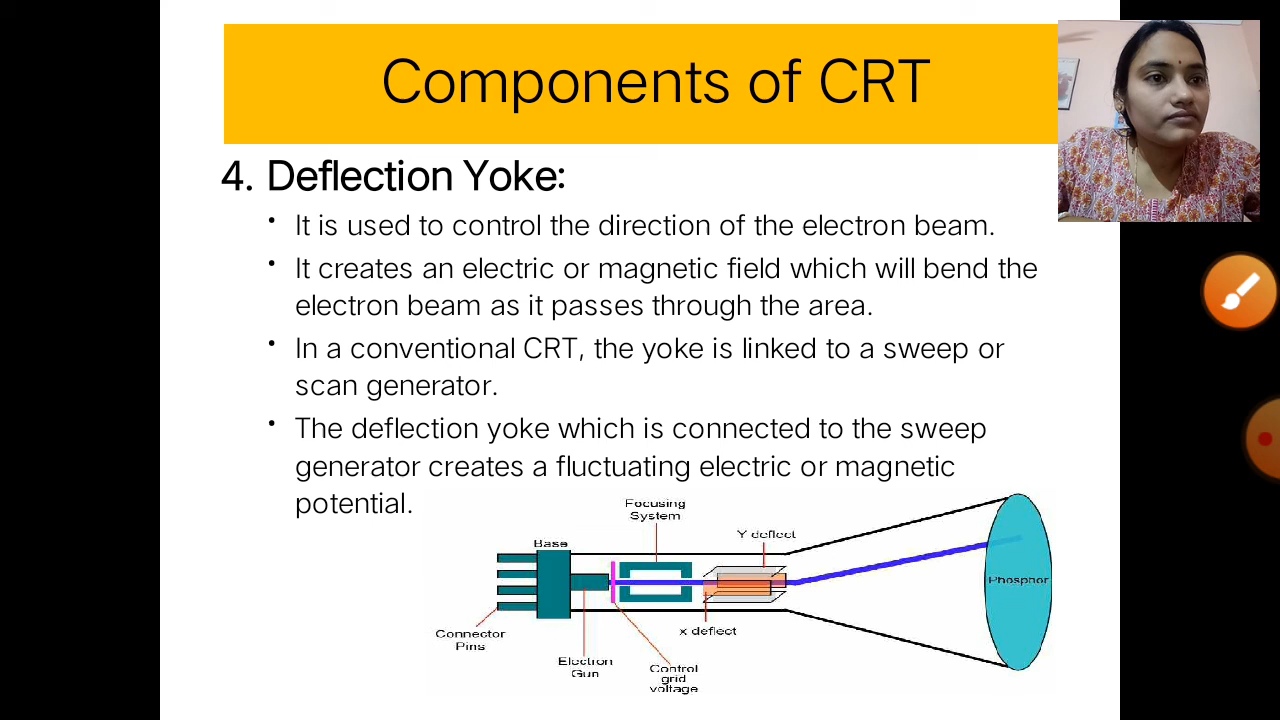 Components of CRT
4. Deflection Yoke:
• It is used to control the direction of the electron beam.
• It creates an electric or magnetic field which will bend the
electron beam as it passes through the area.
• In a conventional CRT, the yoke is linked to a sweep or
scan generator.
• The deflection yoke which is connected to the sweep
generator creates a fluctuating electric or magnetic
potential.
Focusing
System
Y deflect
Base
Phosphor
x deflect
Connector
Pins
Electron
Gun
Control
grid
voltage